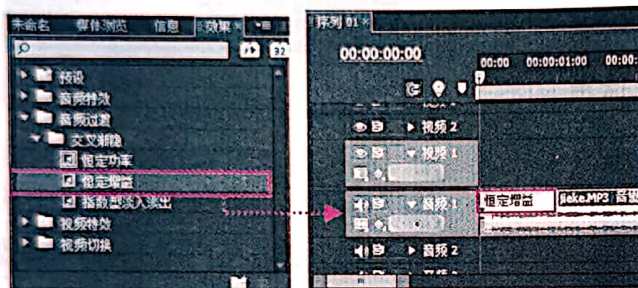 未命名 媒体浏览 信息 效果 ×
32
预设
音频特效
音频过渡
交叉渐隐
恒定功率
恒定增益
指数型淡入淡出
视频特效
视频切换
序列 01 ×
00:00:00:00
00:00 00:00:01:00 00:00:
视频 2
视频 1
音频 1 恒定增益 jieke.MP3 音
音频 2